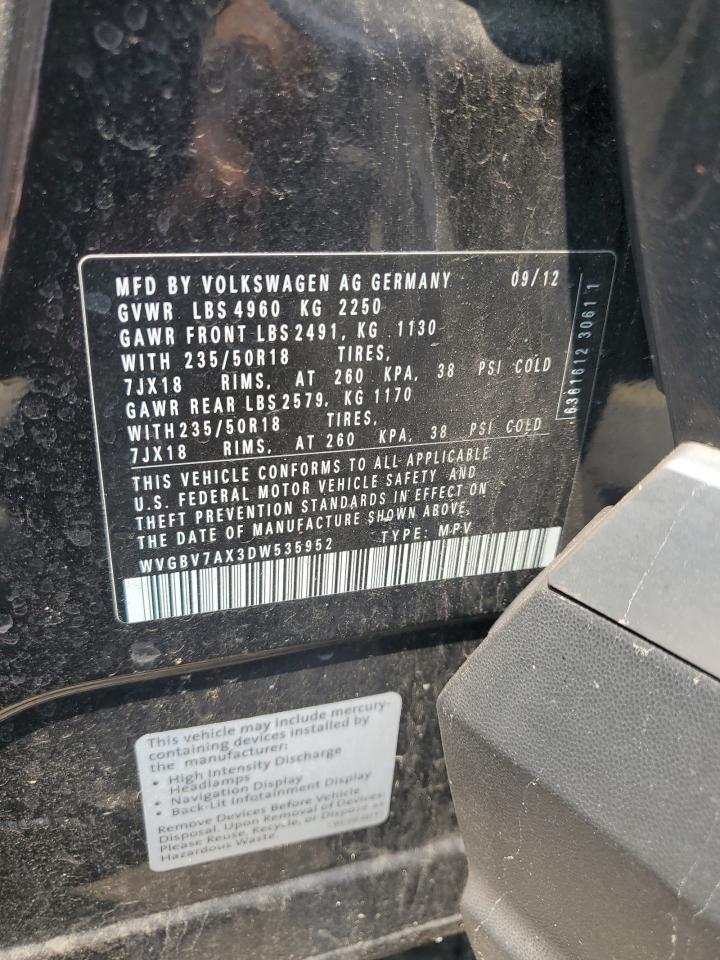 MFD BY VOLKSWAGEN AG GERMANY 09/12
GVWR LBS 4960 KG 2250
GAWR FRONT LBS 2491, KG 1130
WITH 235/50R18 TIRES,
7JX18 RIMS, AT 260 KPA, 38 PSI COLD
GAWR REAR LBS 2579, KG 1170
WITH 235/50R18 TIRES,
7JX18 RIMS, AT 260 KPA, 38 PSI COLD
THIS VEHICLE CONFORMS TO ALL APPLICABLE
U.S. FEDERAL MOTOR VEHICLE SAFETY AND
THEFT PREVENTION STANDARDS IN EFFECT ON
THE DATE OF MANUFACTURE SHOWN ABOVE.
WVGBV7AX3DW535952 TYPE: MPV
6361612 3061 1
This vehicle may include mercury-
containing devices installed by
the manufacturer:
• High Intensity Discharge
Headlamps
• Navigation Display
• Back-Lit Infotainment Display
Remove Devices Before Vehicle
Disposal. Upon Removal of Devices
Please Reuse, Recycle, or Dispose as
Hazardous Waste.